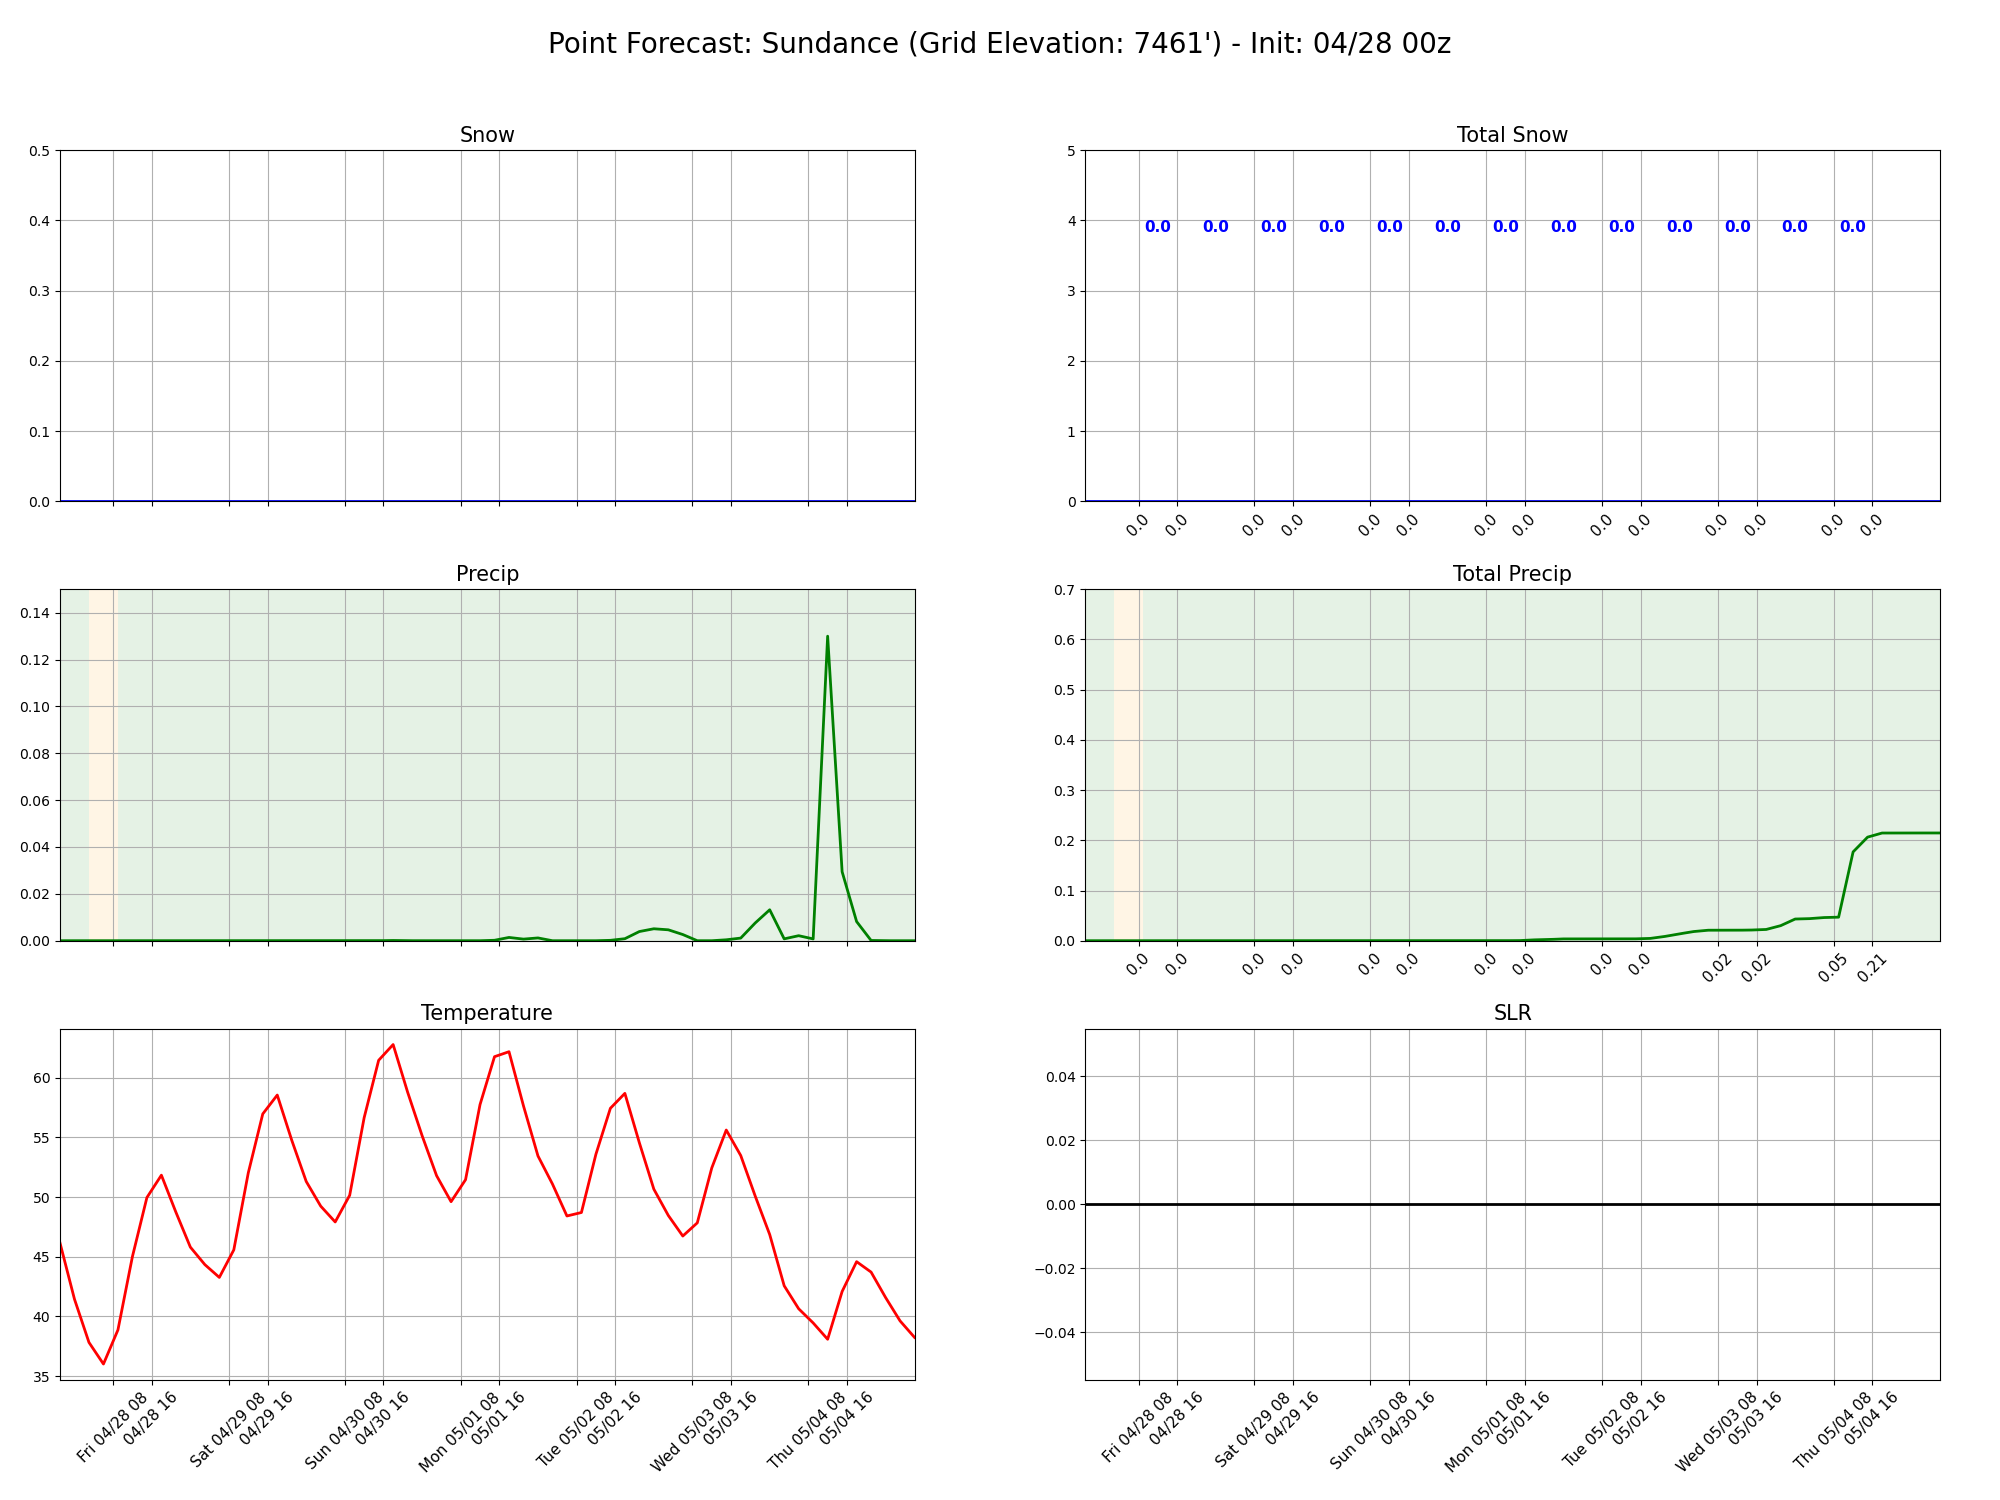 Point Forecast: Sundance (Grid Elevation: 7461') - Init: 04/28 00z
Snow
0.5
0.4
0.3
0.2
0.1
0.0
Total Snow
5
4
3
2
1
0
0.0 0.0 0.0 0.0 0.0 0.0 0.0 0.0 0.0 0.0 0.0 0.0 0.0
0.0 0.0 0.0 0.0 0.0 0.0 0.0 0.0 0.0 0.0 0.0 0.0 0.0 0.0
Precip
0.14
0.12
0.10
0.08
0.06
0.04
0.02
0.00
Total Precip
0.7
0.6
0.5
0.4
0.3
0.2
0.1
0.0
0.0 0.0 0.0 0.0 0.0 0.0 0.0 0.0 0.0 0.0 0.02 0.02 0.05 0.21
Temperature
60
55
50
45
40
35
Fri 04/28 08
04/28 16
Sat 04/29 08
04/29 16
Sun 04/30 08
04/30 16
Mon 05/01 08
05/01 16
Tue 05/02 08
05/02 16
Wed 05/03 08
05/03 16
Thu 05/04 08
05/04 16
SLR
0.04
0.02
0.00
−0.02
−0.04
Fri 04/28 08
04/28 16
Sat 04/29 08
04/29 16
Sun 04/30 08
04/30 16
Mon 05/01 08
05/01 16
Tue 05/02 08
05/02 16
Wed 05/03 08
05/03 16
Thu 05/04 08
05/04 16